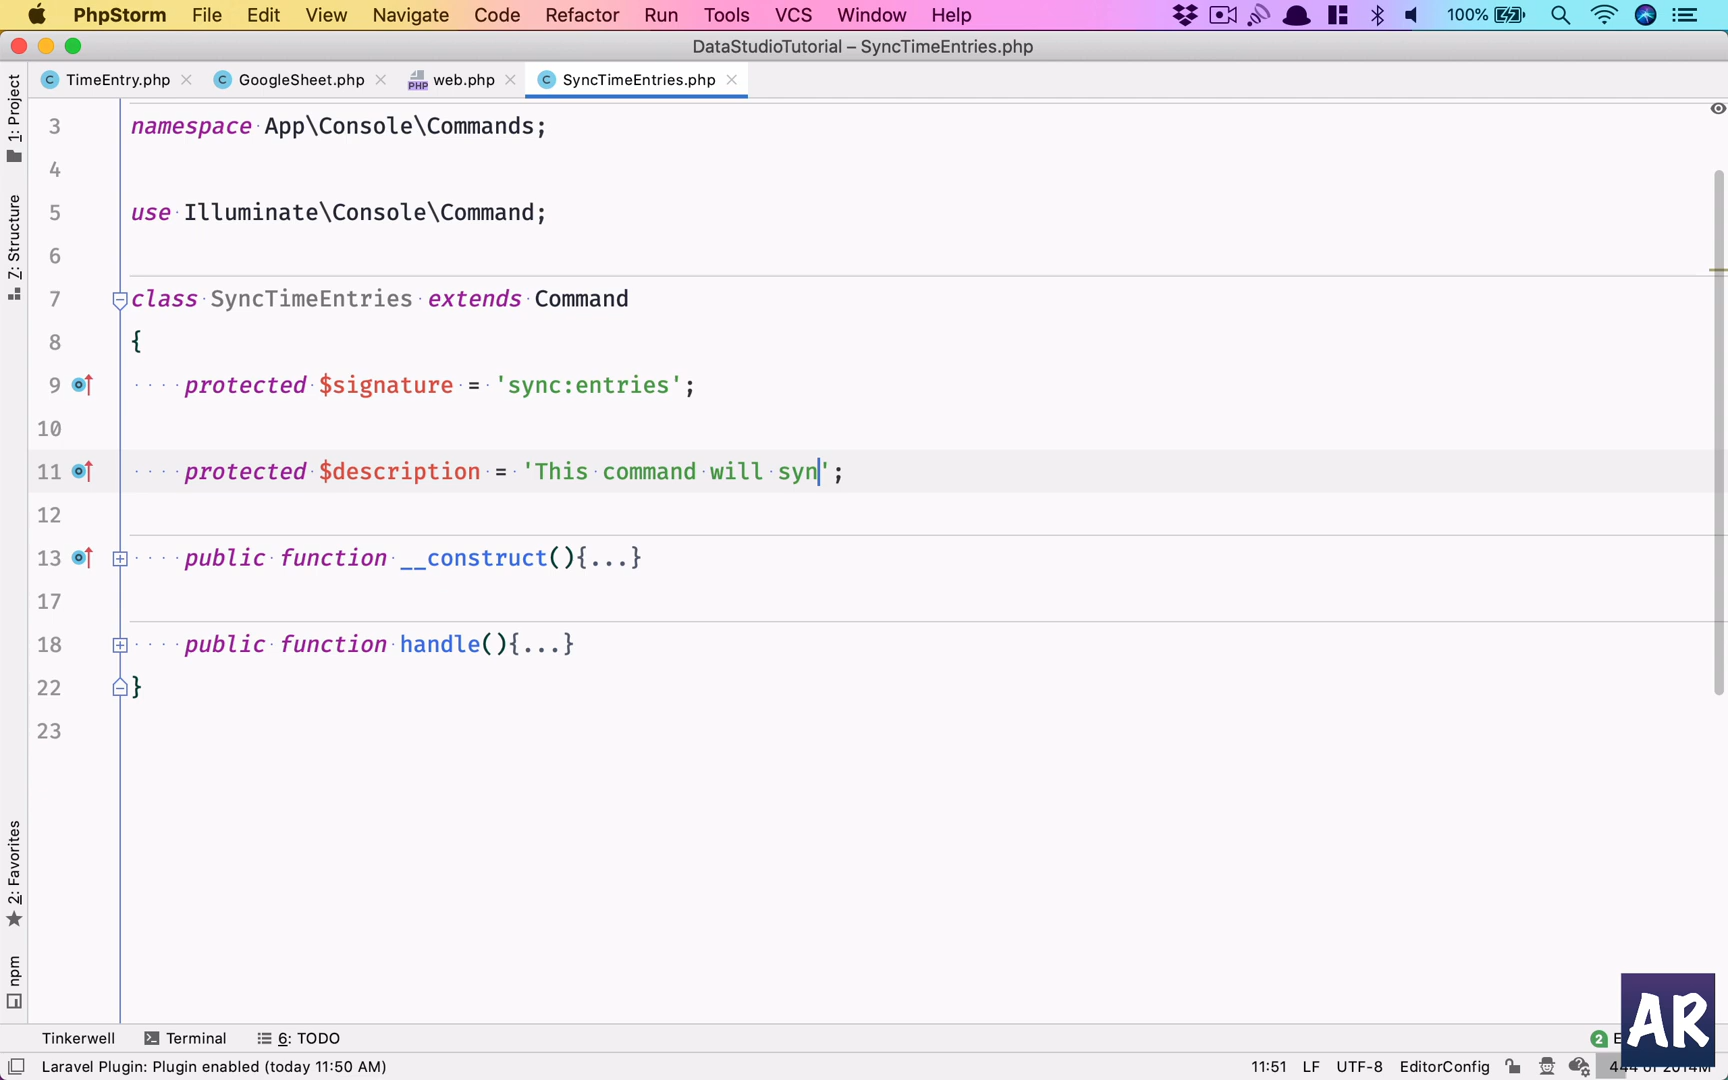 PhpStorm File Edit View Navigate Code Refactor Run Tools VCS Window Help 100%
DataStudioTutorial – SyncTimeEntries.php
TimeEntry.php GoogleSheet.php web.php SyncTimeEntries.php
1: Project
7: Structure
2: Favorites
npm
3 namespace App\Console\Commands;
4
5 use Illuminate\Console\Command;
6
7 class SyncTimeEntries extends Command
8 {
9 protected $signature = 'sync:entries';
10
11 protected $description = 'This command will syn';
12
13 public function __construct(){...}
17
18 public function handle(){...}
22 }
23
Tinkerwell Terminal 6: TODO 2 E
Laravel Plugin: Plugin enabled (today 11:50 AM) 11:51 LF UTF-8 EditorConfig
AR